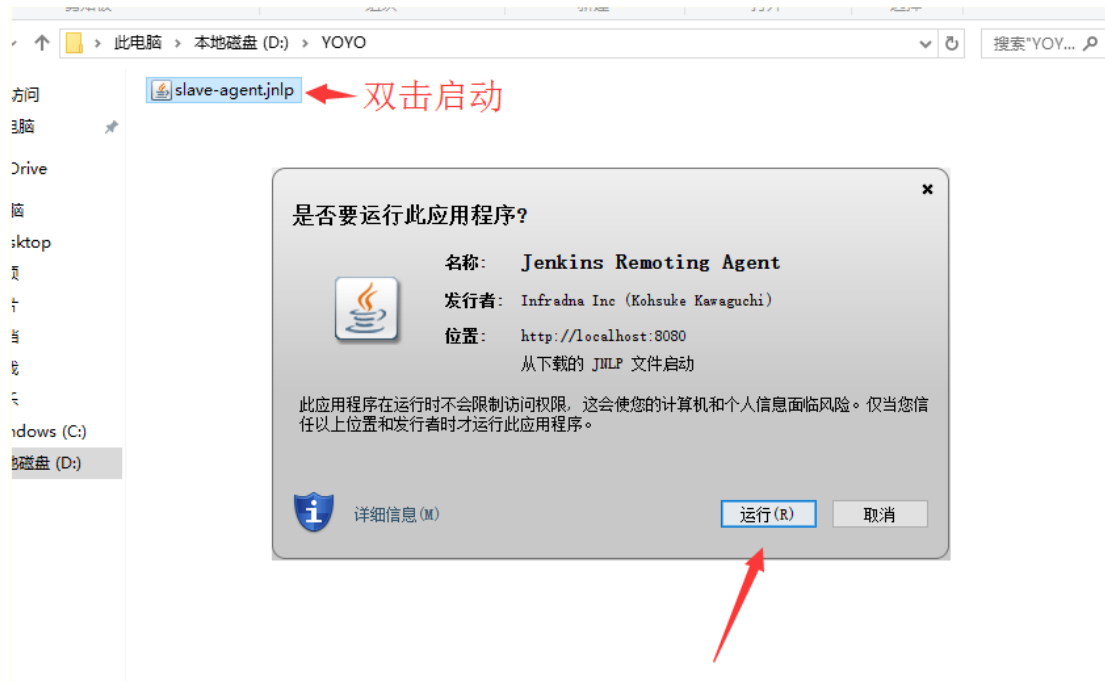 此电脑 › 本地磁盘 (D:) › YOYO
搜索"YOY...
访问
slave-agent.jnlp
双击启动
电脑
Drive
脑
sktop
是否要运行此应用程序?
名称: Jenkins Remoting Agent
发行者: Infradna Inc (Kohsuke Kawaguchi)
位置: http://localhost:8080
从下载的 JNLP 文件启动
此应用程序在运行时不会限制访问权限, 这会使您的计算机和个人信息面临风险。仅当您信
任以上位置和发行者时才运行此应用程序。
ndows (C:)
地磁盘 (D:)
详细信息(M)
运行(R)
取消